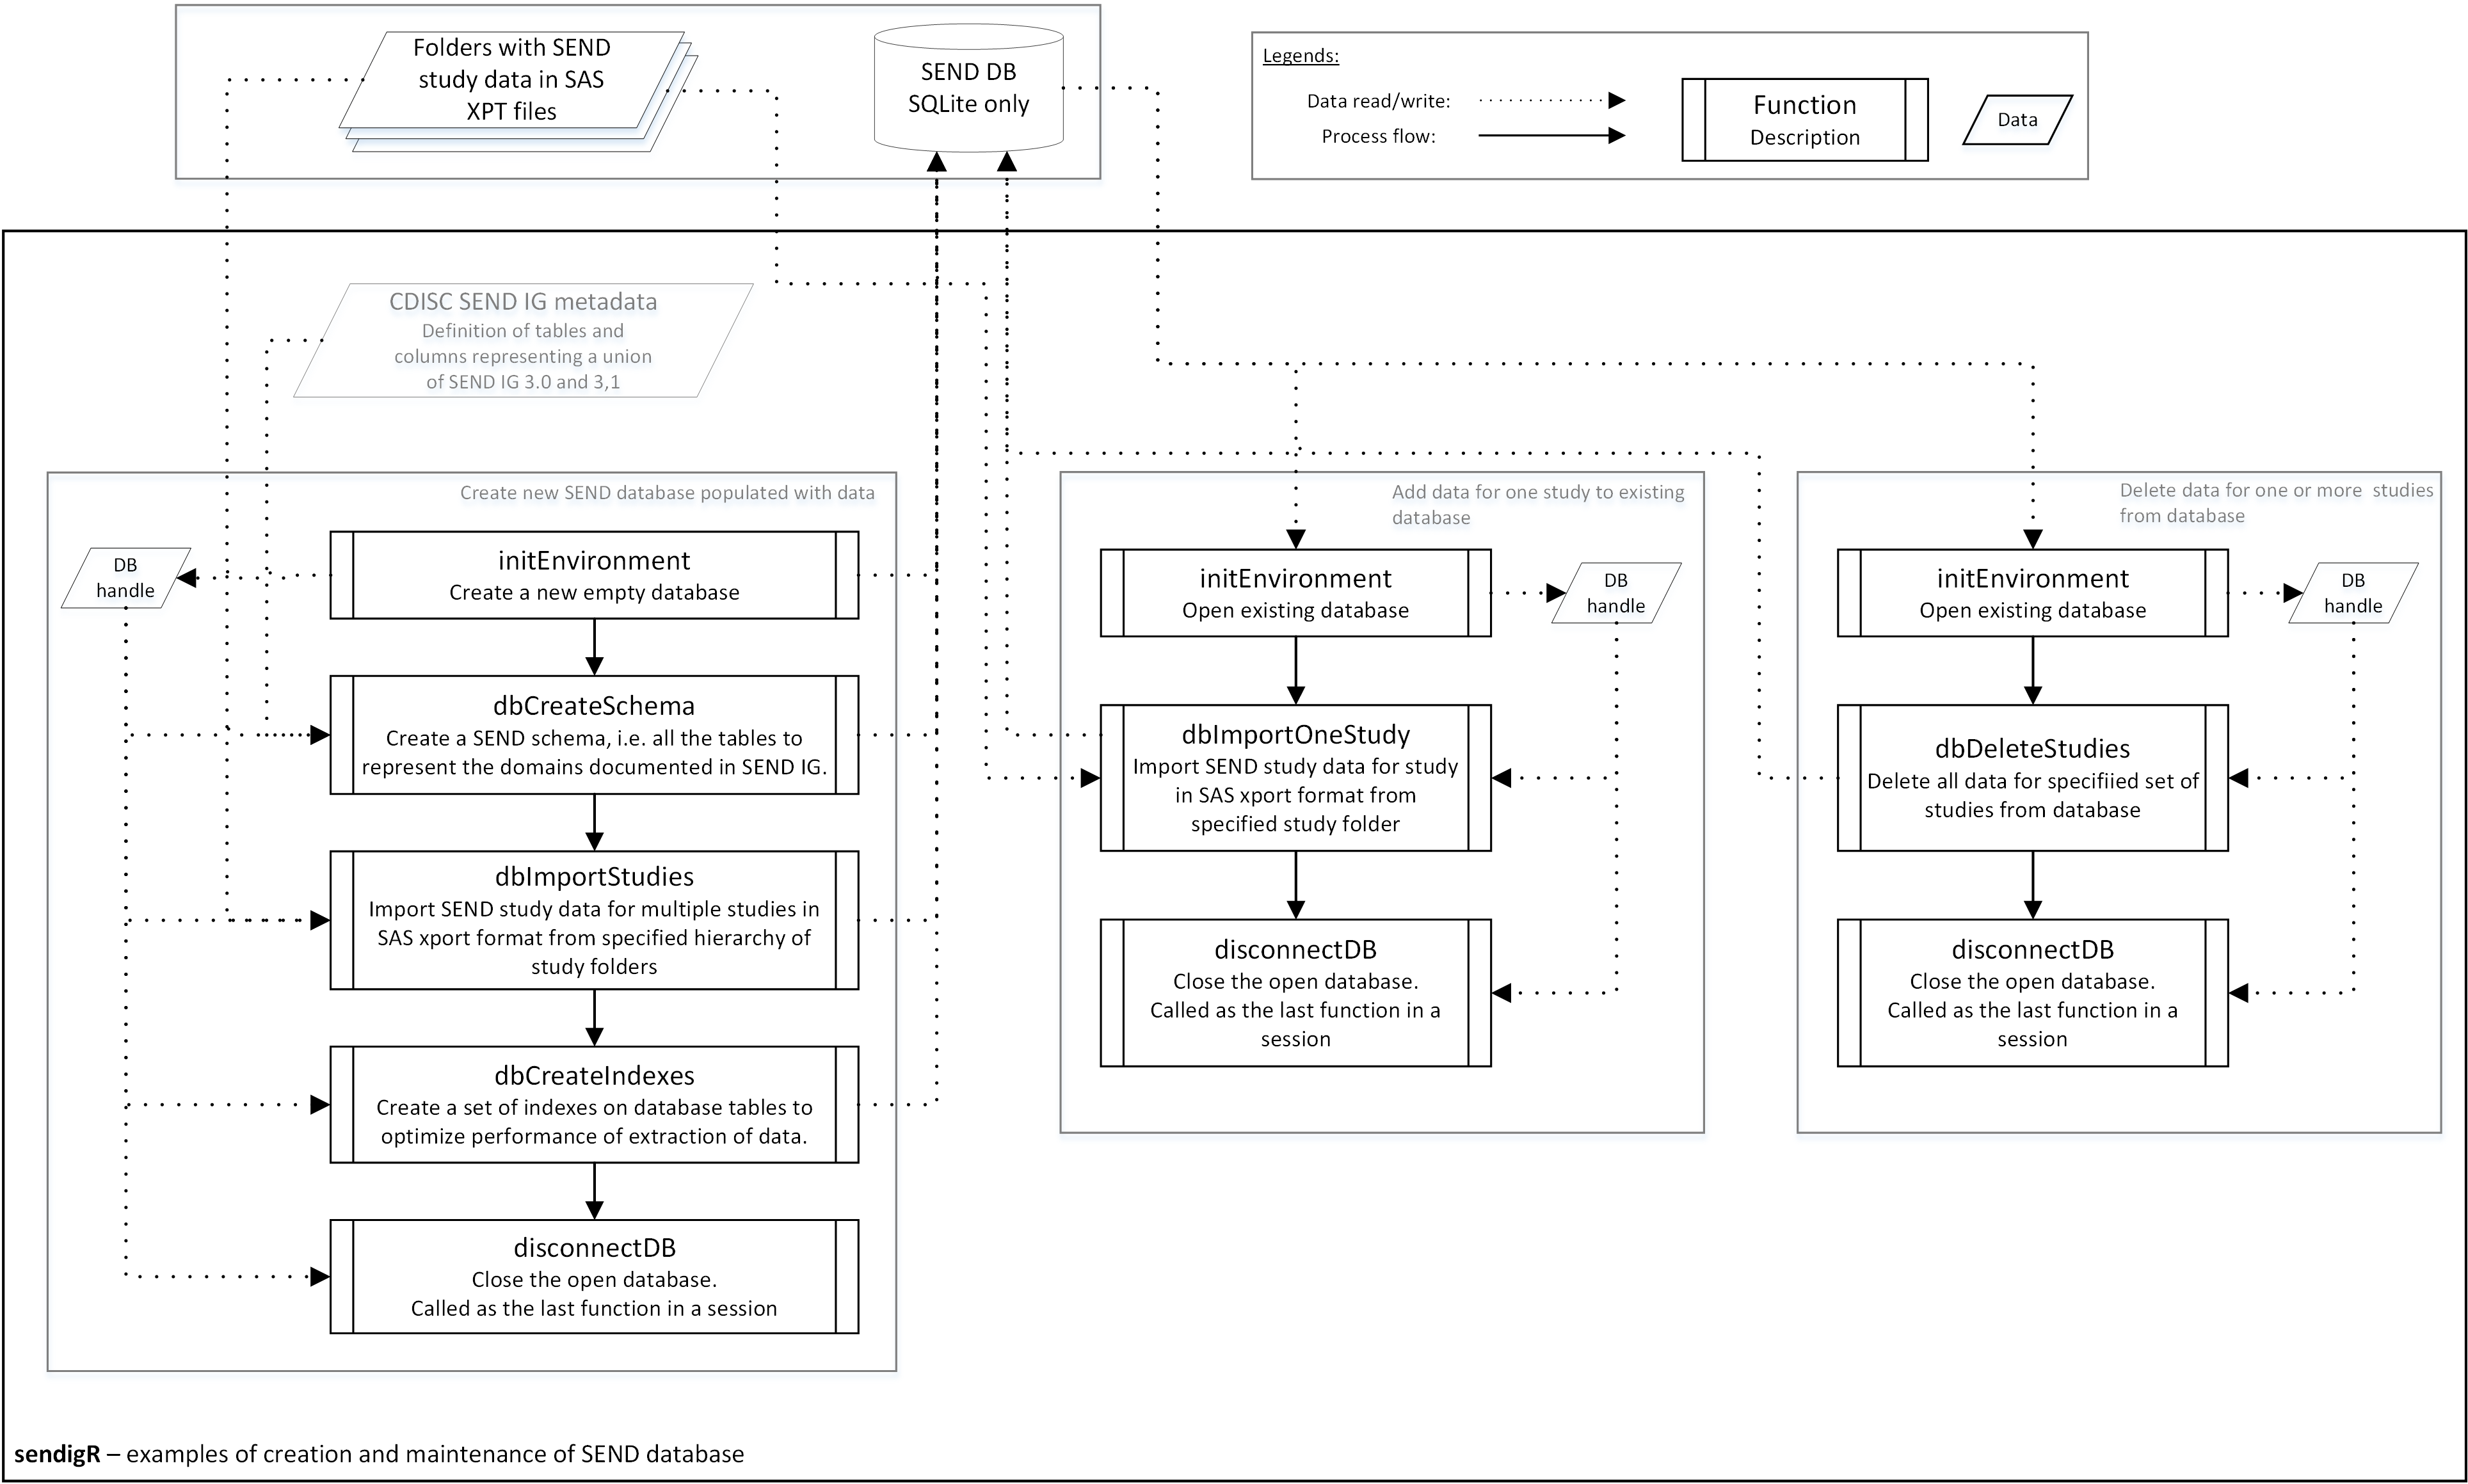 Folders with SEND
study data in SAS
XPT files
SEND DB
SQLite only
Legends:
Data read/write:
Process flow:
Function
Description
Data
CDISC SEND IG metadata
Definition of tables and
columns representing a union
of SEND IG 3.0 and 3,1
Create new SEND database populated with data
DB
handle
initEnvironment
Create a new empty database
dbCreateSchema
Create a SEND schema, i.e. all the tables to
represent the domains documented in SEND IG.
dbImportStudies
Import SEND study data for multiple studies in
SAS xport format from specified hierarchy of
study folders
dbCreateIndexes
Create a set of indexes on database tables to
optimize performance of extraction of data.
disconnectDB
Close the open database.
Called as the last function in a session
Add data for one study to existing
database
initEnvironment
Open existing database
DB
handle
dbImportOneStudy
Import SEND study data for study
in SAS xport format from
specified study folder
disconnectDB
Close the open database.
Called as the last function in a
session
Delete data for one or more  studies
from database
initEnvironment
Open existing database
DB
handle
dbDeleteStudies
Delete all data for specifiied set of
studies from database
disconnectDB
Close the open database.
Called as the last function in a
session
sendigR – examples of creation and maintenance of SEND database